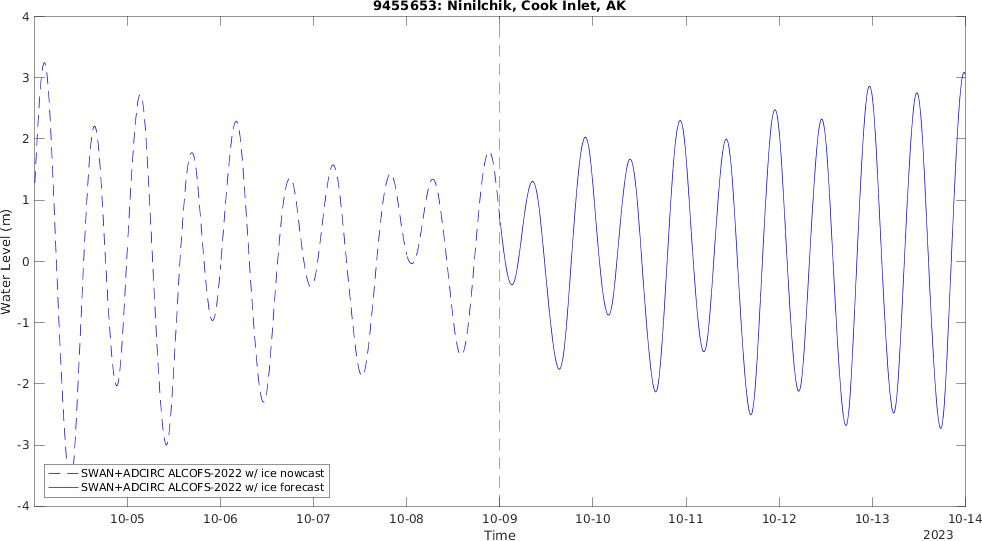 9455653: Ninilchik, Cook Inlet, AK
4
3
2
1
0
-1
-2
-3
-4
Water Level (m)
SWAN+ADCIRC ALCOFS-2022 w/ ice nowcast
SWAN+ADCIRC ALCOFS-2022 w/ ice forecast
10-05 10-06 10-07 10-08 10-09 10-10 10-11 10-12 10-13 10-14
Time
2023